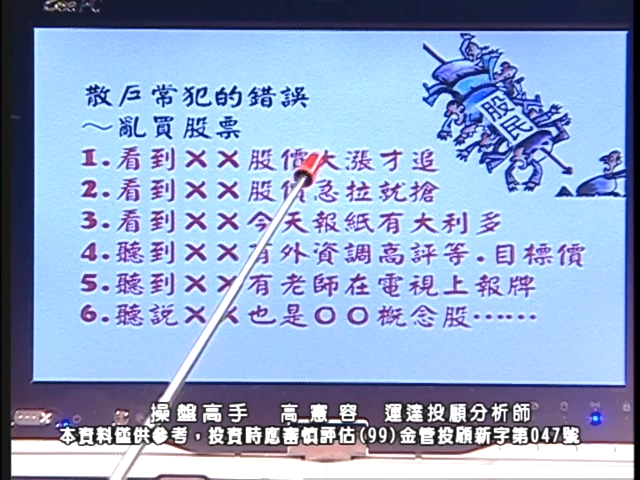 Eee PC
散戶常犯的錯誤
～亂買股票
1.看到××股價大漲才追
2.看到××股價急拉就搶
3.看到××今天報紙有大利多
4.聽到××有外資調高評等.目標價
5.聽到××有老師在電視上報牌
6.聽說××也是○○概念股……
股民
操盤高手 高憲容 運達投顧分析師
本資料僅供參考，投資時應審慎評估(99)金管投顧新字第047號